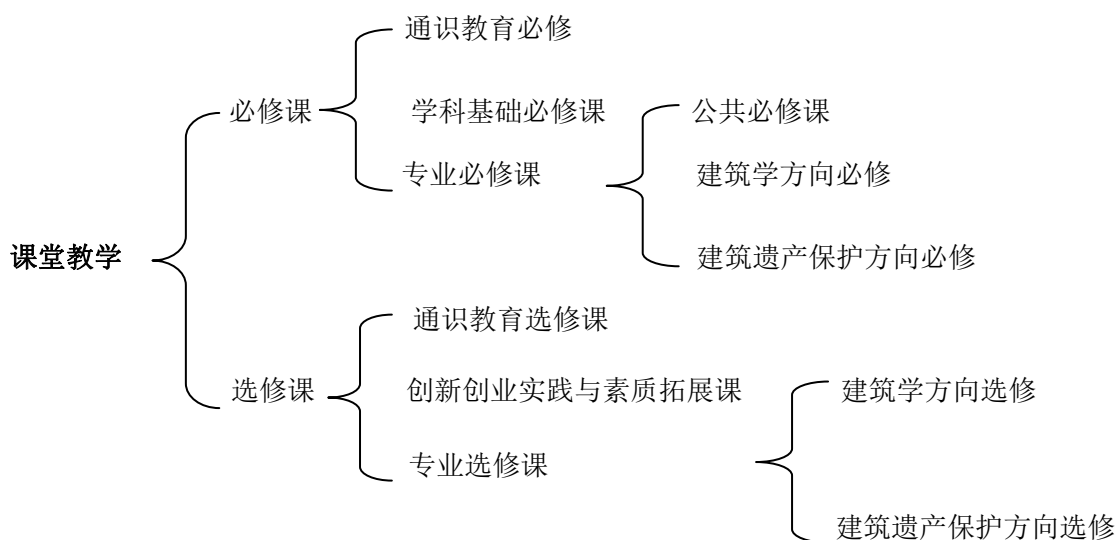 通识教育必修
必修课
学科基础必修课
公共必修课
专业必修课
建筑学方向必修
建筑遗产保护方向必修
课堂教学
通识教育选修课
选修课
创新创业实践与素质拓展课
建筑学方向选修
专业选修课
建筑遗产保护方向选修